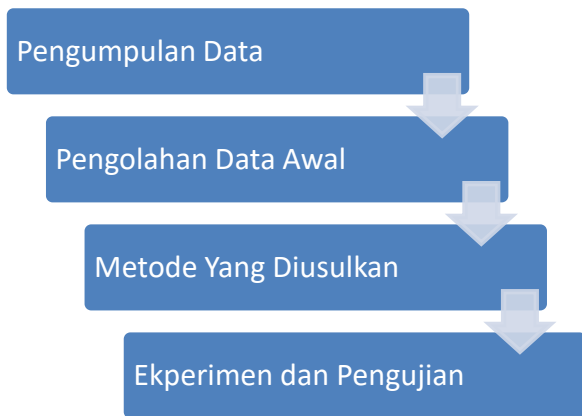 Pengumpulan Data
Pengolahan Data Awal
Metode Yang Diusulkan
Ekperimen dan Pengujian